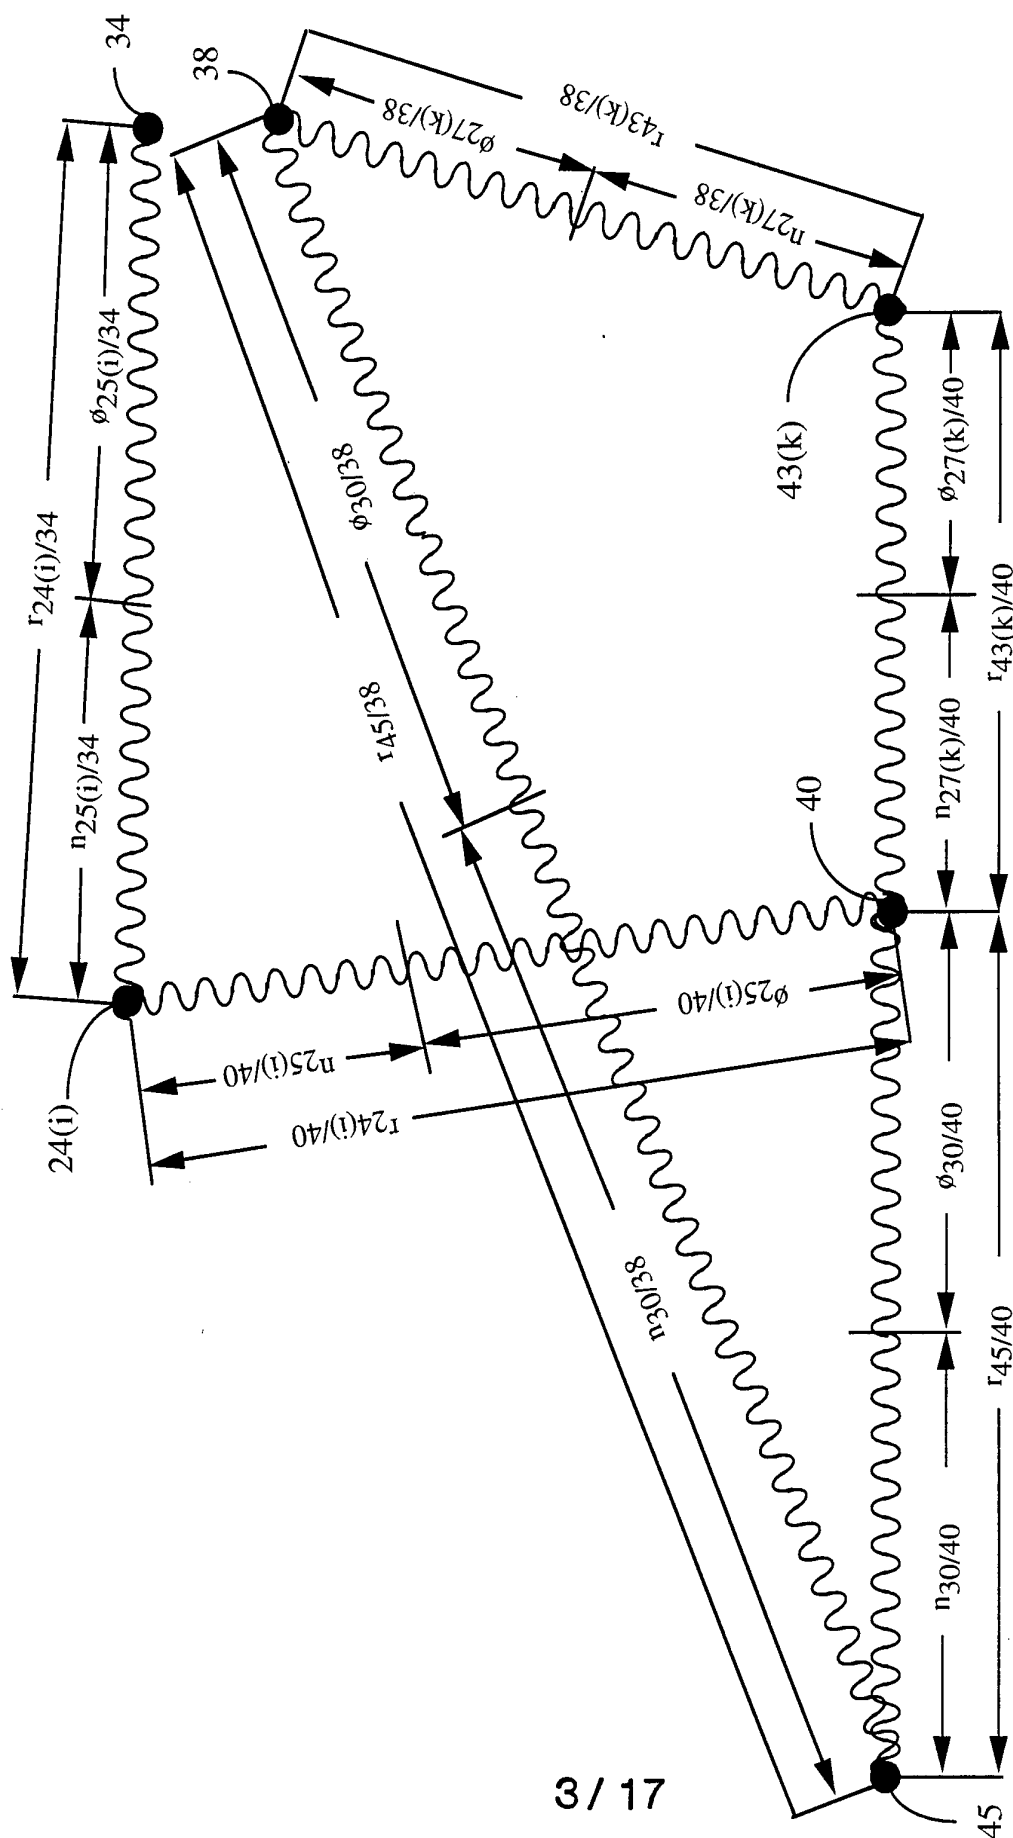 34
38
r24(i)/34
ø25(i)/34
n25(i)/34
r43(k)/38
ø27(k)/38
n27(k)/38
ø30/38
r45/38
n30/38
24(i)
n25(i)/40
ø25(i)/40
r24(i)/40
43(k)
40
ø27(k)/40
n27(k)/40
r43(k)/40
ø30/40
n30/40
r45/40
45
3 / 17